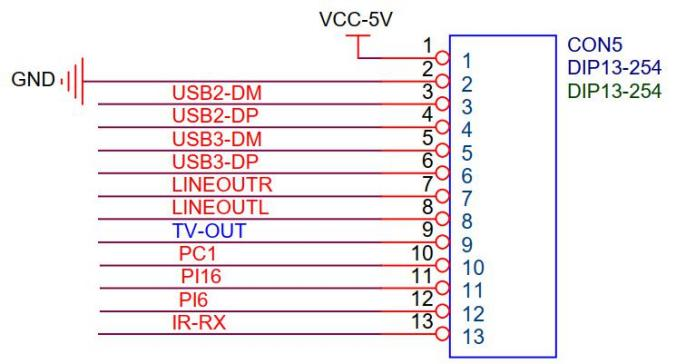 VCC-5V
CON5
DIP13-254
DIP13-254
1 1
GND 2 2
USB2-DM 3 3
USB2-DP 4 4
USB3-DM 5 5
USB3-DP 6 6
LINEOUTR 7 7
LINEOUTL 8 8
TV-OUT 9 9
PC1 10 10
PI16 11 11
PI6 12 12
IR-RX 13 13